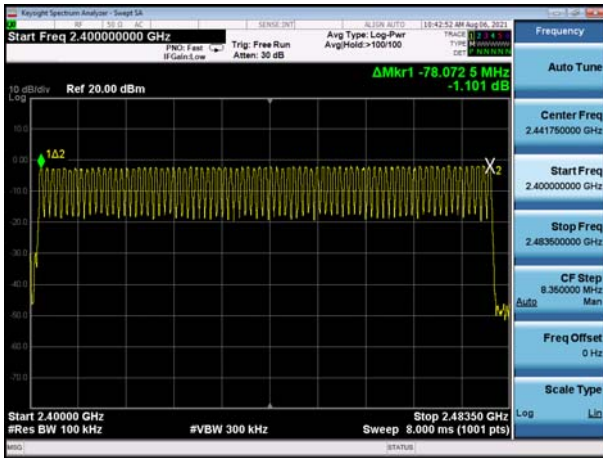 Keysight Spectrum Analyzer - Swept SA
RF 50 Ω AC SENSE:INT ALIGN AUTO 10:42:52 AM Aug 06, 2021
Start Freq 2.400000000 GHz
PNO: Fast
IFGain:Low
Trig: Free Run
Atten: 30 dB
Avg Type: Log-Pwr
Avg|Hold:>100/100
TRACE 1 2 3 4 5 6
TYPE M
DET P N N N N N
ΔMkr1 -78.072 5 MHz
-1.101 dB
10 dB/div Ref 20.00 dBm
Log
10.0
0.00
-10.0
-20.0
-30.0
-40.0
-50.0
-60.0
-70.0
1Δ2
X2
Start 2.40000 GHz Stop 2.48350 GHz
#Res BW 100 kHz #VBW 300 kHz Sweep 8.000 ms (1001 pts)
MSG STATUS
Frequency
Auto Tune
Center Freq
2.441750000 GHz
Start Freq
2.400000000 GHz
Stop Freq
2.483500000 GHz
CF Step
8.350000 MHz
Auto Man
Freq Offset
0 Hz
Scale Type
Log Lin